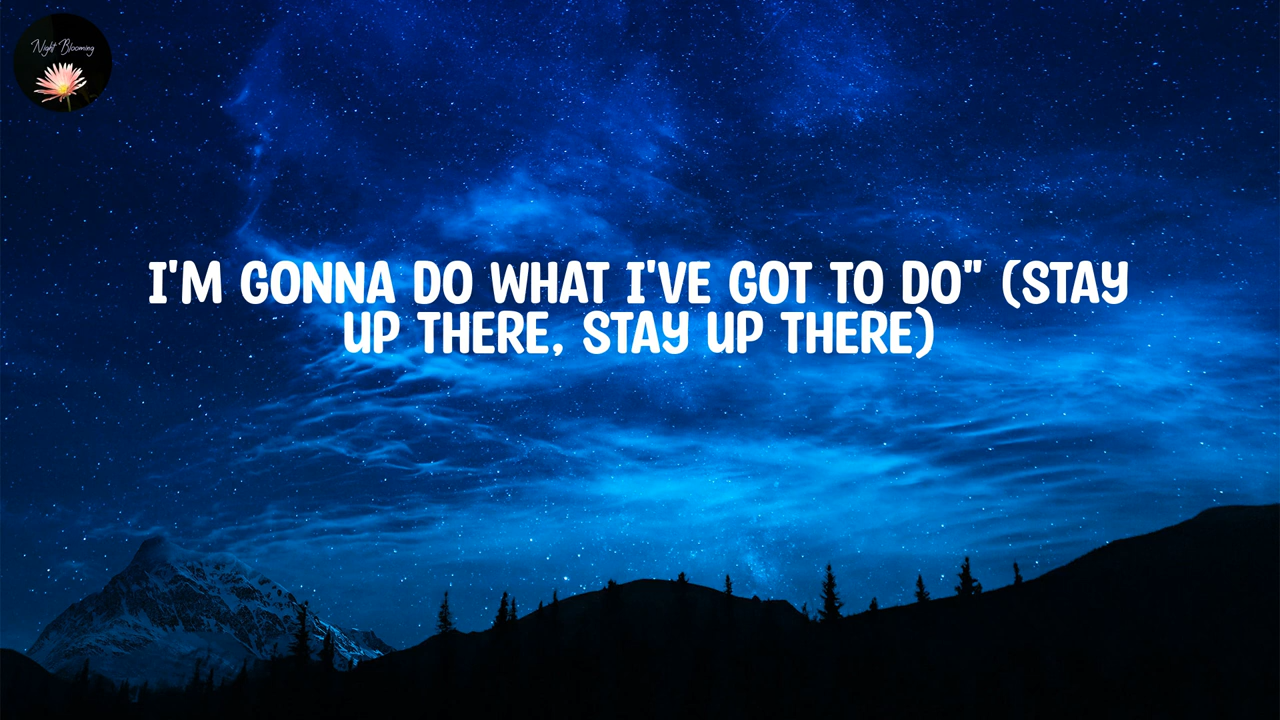 Night Blooming
I'M GONNA DO WHAT I'VE GOT TO DO" (STAY
UP THERE, STAY UP THERE)